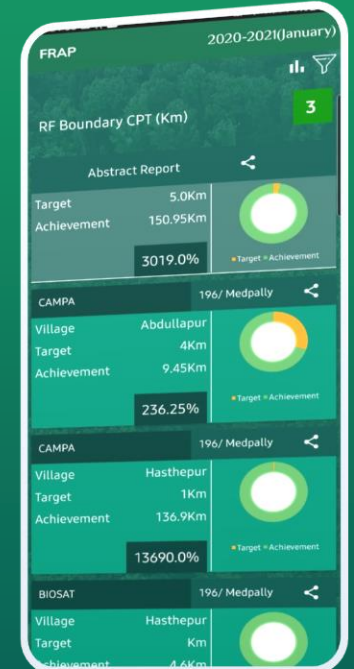 FRAP 2020-2021(January)
RF Boundary CPT (Km) 3
Abstract Report
Target 5.0Km
Achievement 150.95Km
3019.0%
Target Achievement
CAMPA 196/ Medpally
Village Abdullapur
Target 4Km
Achievement 9.45Km
236.25%
Target Achievement
CAMPA 196/ Medpally
Village Hasthepur
Target 1Km
Achievement 136.9Km
13690.0%
Target Achievement
BIOSAT 196/ Medpally
Village Hasthepur
Target Km
Achievement 4.6Km